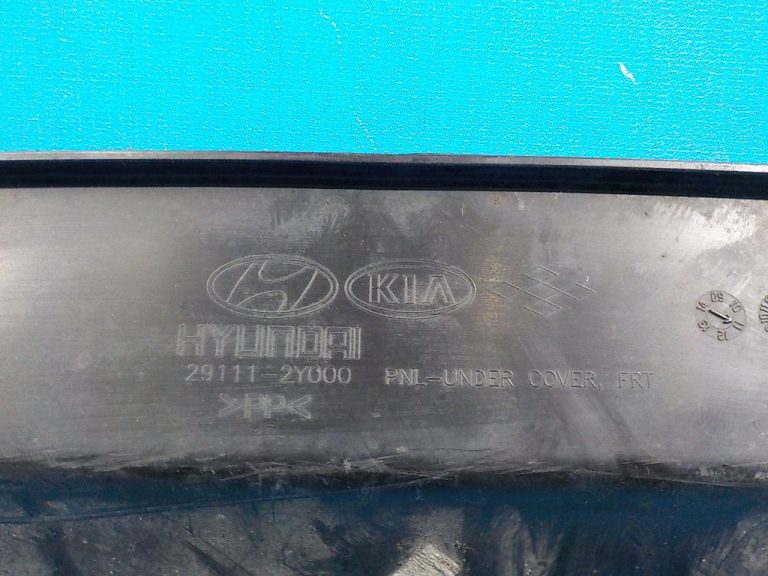 KIA
HYUNDAI
29111-2Y000 PNL-UNDER COVER, FRT
>PP<